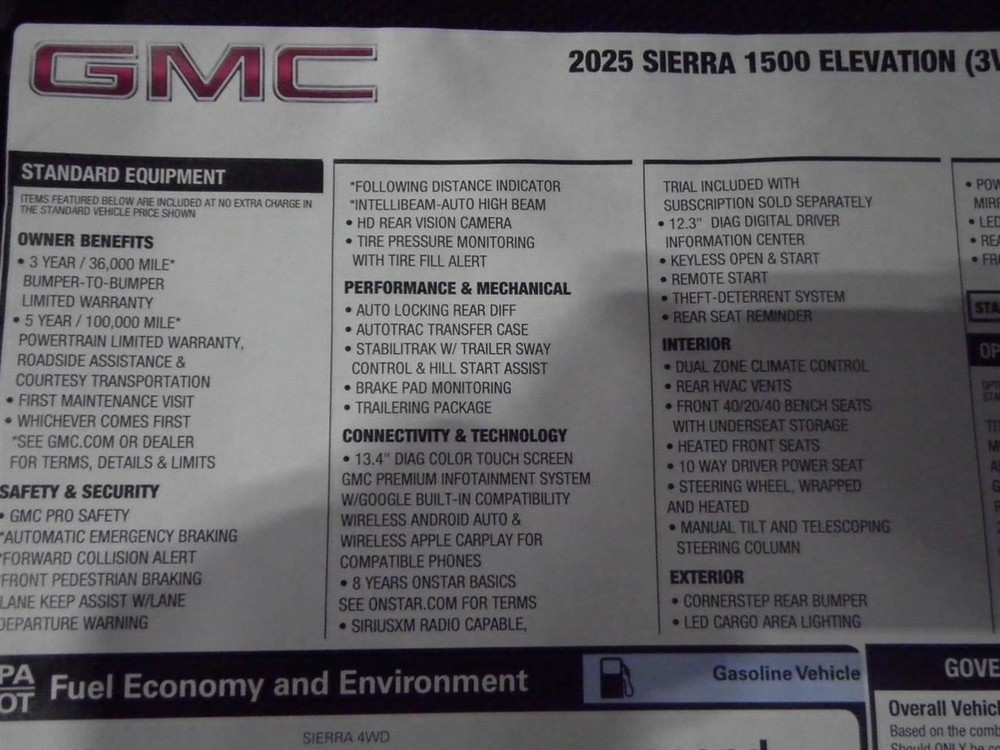 GMC
2025 SIERRA 1500 ELEVATION
STANDARD EQUIPMENT
ITEMS FEATURED BELOW ARE INCLUDED AT NO EXTRA CHARGE IN
THE STANDARD VEHICLE PRICE SHOWN
OWNER BENEFITS
• 3 YEAR / 36,000 MILE*
BUMPER-TO-BUMPER
LIMITED WARRANTY
• 5 YEAR / 100,000 MILE*
POWERTRAIN LIMITED WARRANTY,
ROADSIDE ASSISTANCE &
COURTESY TRANSPORTATION
• FIRST MAINTENANCE VISIT
• WHICHEVER COMES FIRST
*SEE GMC.COM OR DEALER
FOR TERMS, DETAILS & LIMITS
SAFETY & SECURITY
• GMC PRO SAFETY
*AUTOMATIC EMERGENCY BRAKING
*FORWARD COLLISION ALERT
*FRONT PEDESTRIAN BRAKING
LANE KEEP ASSIST W/LANE
DEPARTURE WARNING
*FOLLOWING DISTANCE INDICATOR
*INTELLIBEAM-AUTO HIGH BEAM
• HD REAR VISION CAMERA
• TIRE PRESSURE MONITORING
WITH TIRE FILL ALERT
PERFORMANCE & MECHANICAL
• AUTO LOCKING REAR DIFF
• AUTOTRAC TRANSFER CASE
• STABILITRAK W/ TRAILER SWAY
CONTROL & HILL START ASSIST
• BRAKE PAD MONITORING
• TRAILERING PACKAGE
CONNECTIVITY & TECHNOLOGY
• 13.4" DIAG COLOR TOUCH SCREEN
GMC PREMIUM INFOTAINMENT SYSTEM
W/GOOGLE BUILT-IN COMPATIBILITY
WIRELESS ANDROID AUTO &
WIRELESS APPLE CARPLAY FOR
COMPATIBLE PHONES
• 8 YEARS ONSTAR BASICS
SEE ONSTAR.COM FOR TERMS
• SIRIUSXM RADIO CAPABLE,
TRIAL INCLUDED WITH
SUBSCRIPTION SOLD SEPARATELY
• 12.3" DIAG DIGITAL DRIVER
INFORMATION CENTER
• KEYLESS OPEN & START
• REMOTE START
• THEFT-DETERRENT SYSTEM
• REAR SEAT REMINDER
INTERIOR
• DUAL ZONE CLIMATE CONTROL
• REAR HVAC VENTS
• FRONT 40/20/40 BENCH SEATS
WITH UNDERSEAT STORAGE
• HEATED FRONT SEATS
• 10 WAY DRIVER POWER SEAT
• STEERING WHEEL, WRAPPED
AND HEATED
• MANUAL TILT AND TELESCOPING
STEERING COLUMN
EXTERIOR
• CORNERSTEP REAR BUMPER
• LED CARGO AREA LIGHTING
• LED
Fuel Economy and Environment
Gasoline Vehicle
SIERRA 4WD
Overall
Based on the
Should ONLY be